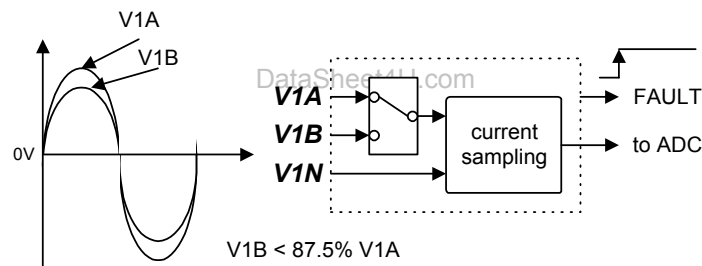 V1A
V1B
0V
DataSheet4U.com
V1A
V1B
V1N
current
sampling
FAULT
to ADC
V1B < 87.5% V1A